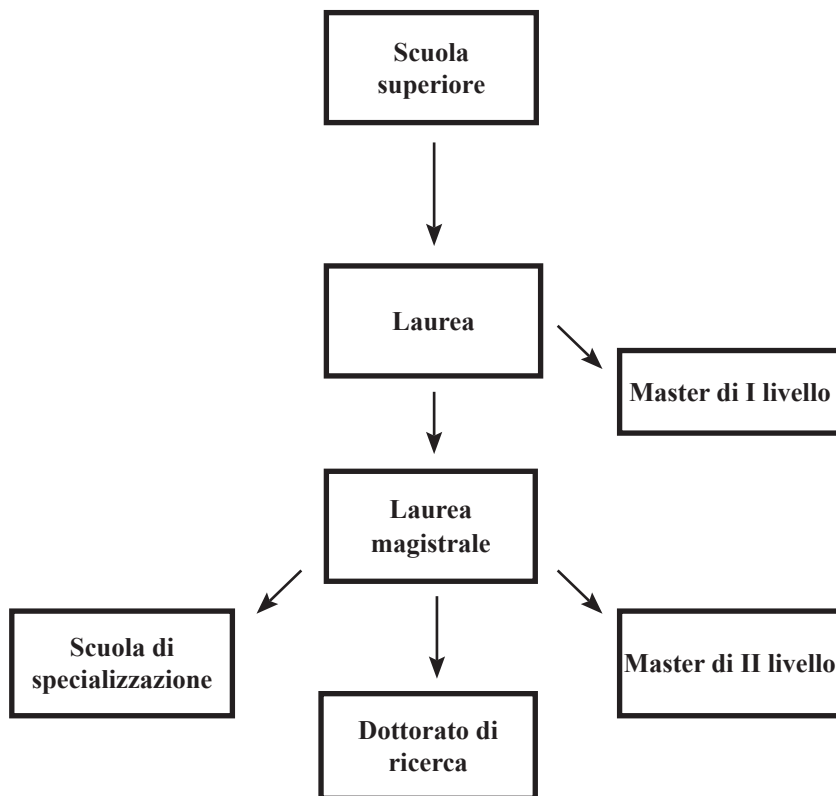 Scuola
superiore
Laurea
Master di I livello
Laurea
magistrale
Scuola di
specializzazione
Master di II livello
Dottorato di
ricerca